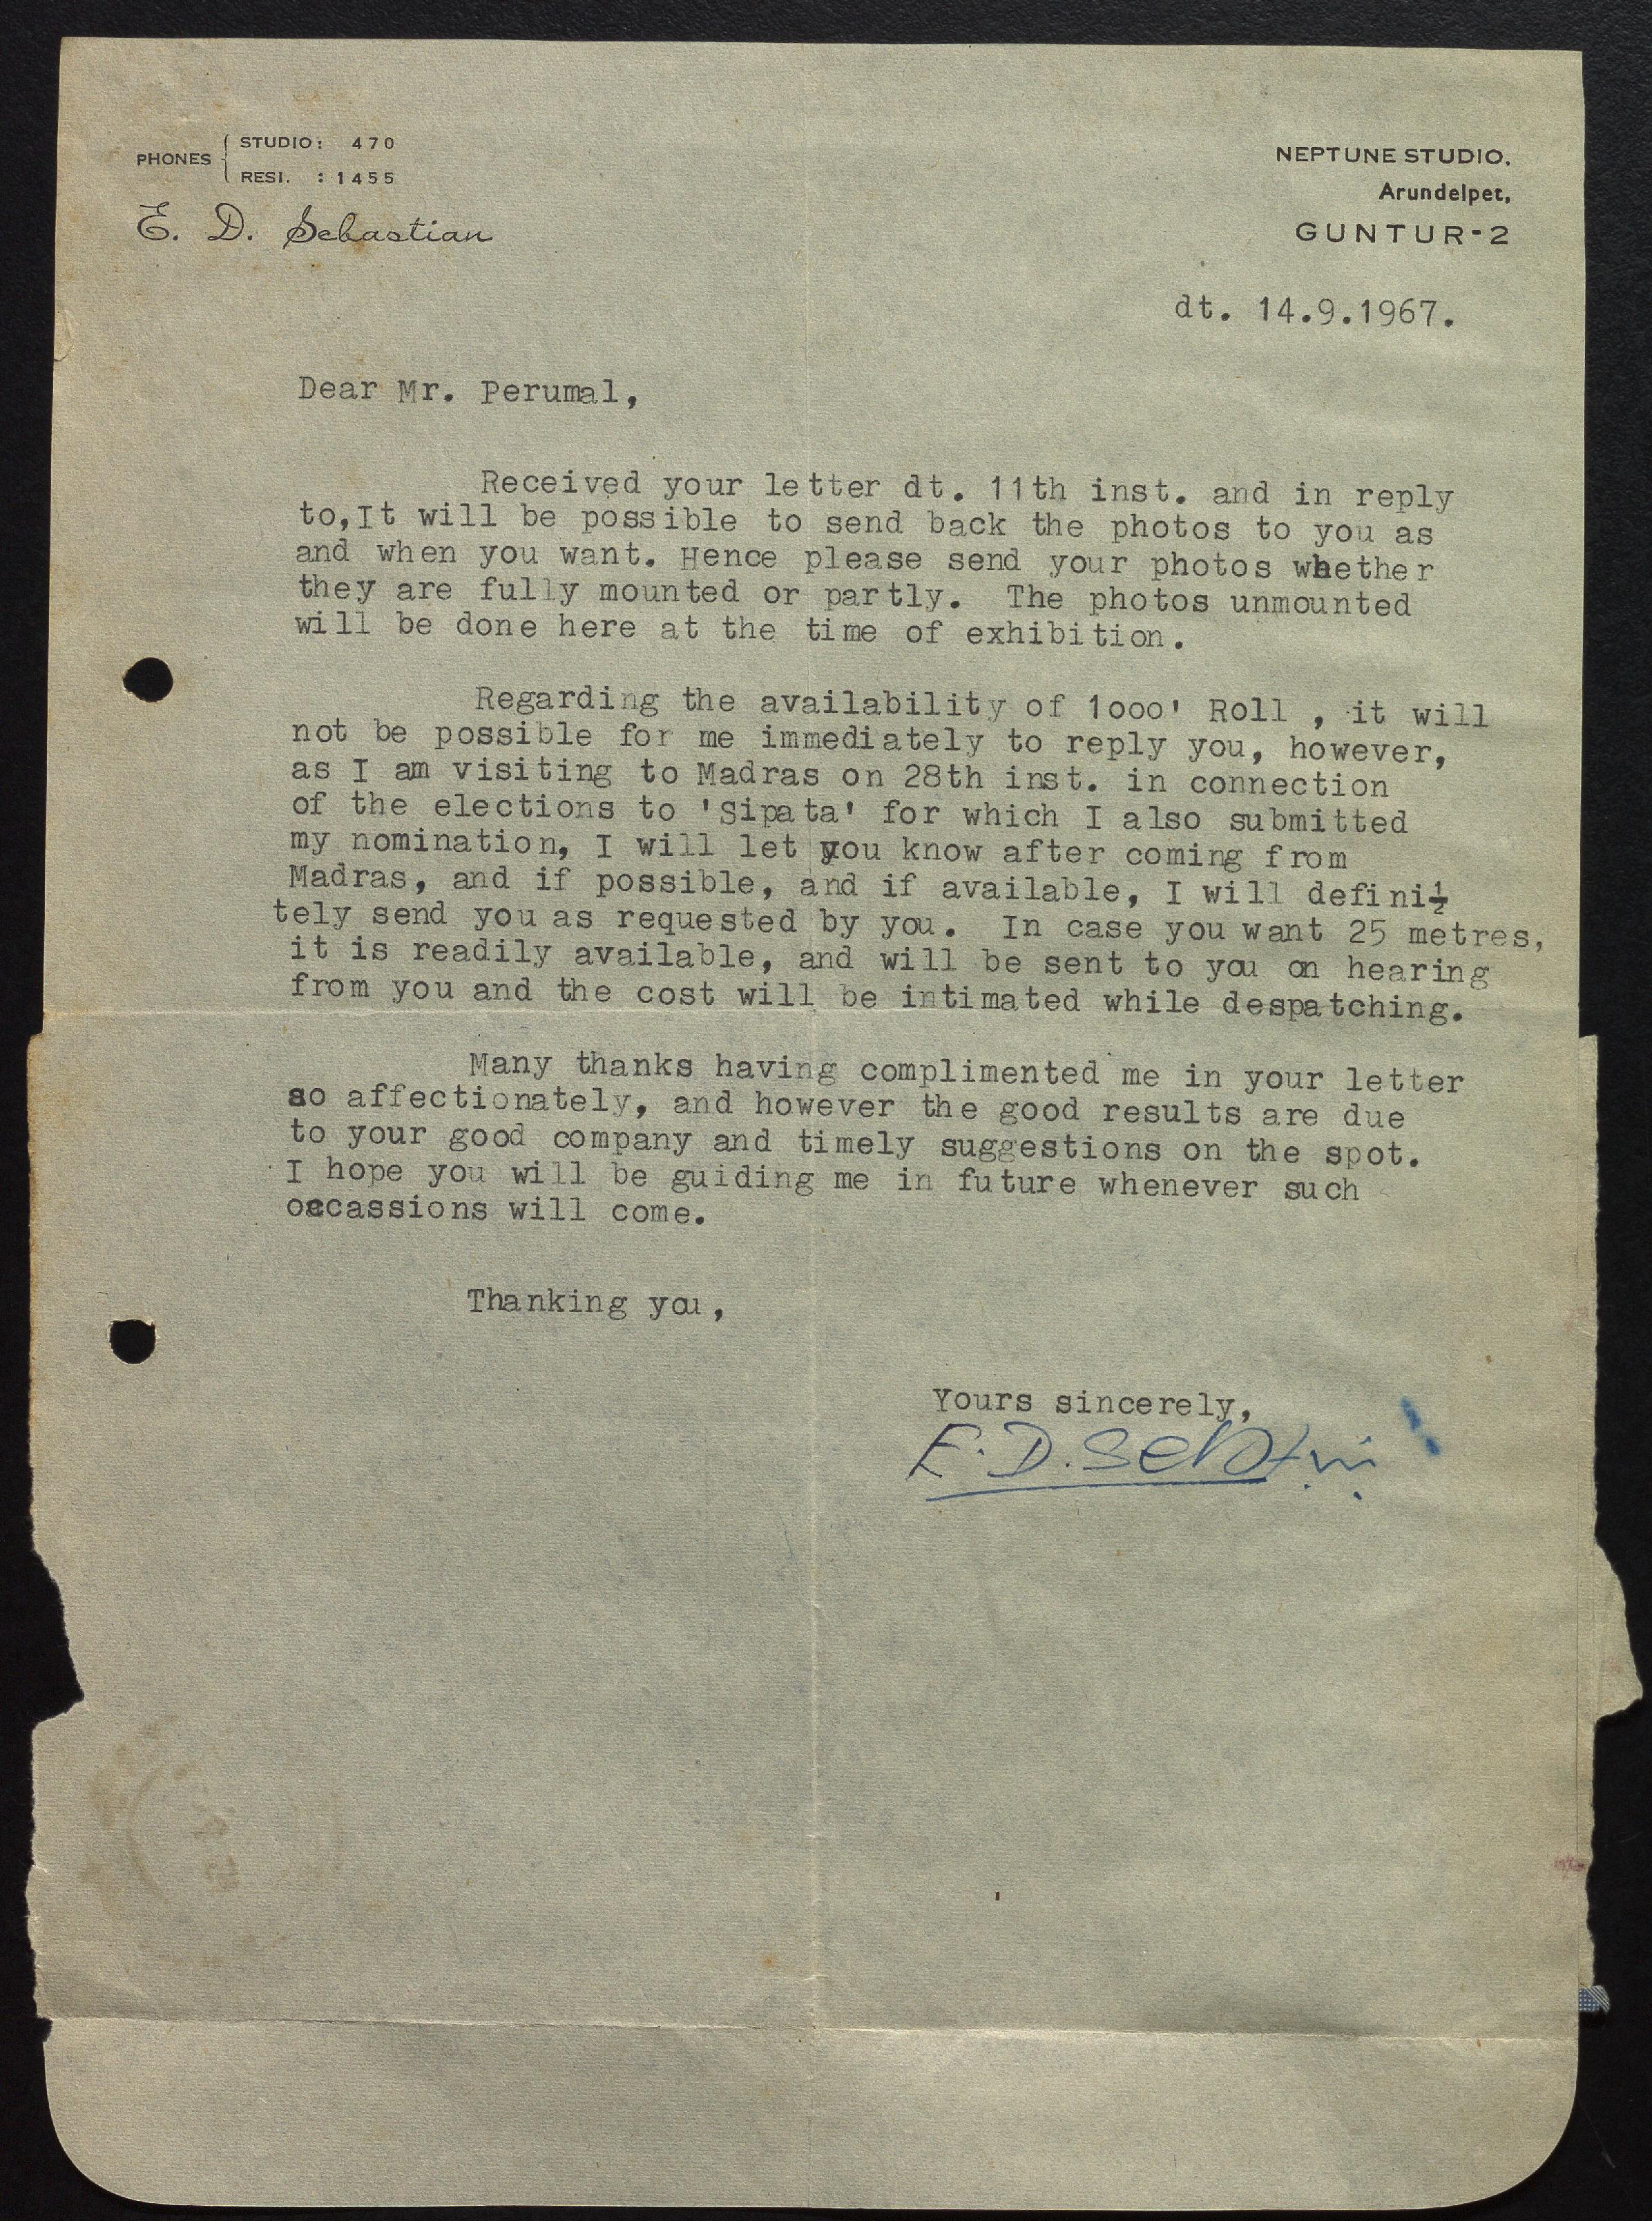 PHONES { STUDIO: 470
RESI. : 1455
E. D. Sebastian
NEPTUNE STUDIO,
Arundelpet,
GUNTUR-2
dt. 14.9.1967.
Dear Mr. Perumal,
Received your letter dt. 11th inst. and in reply
to,It will be possible to send back the photos to you as
and when you want. Hence please send your photos whether
they are fully mounted or partly. The photos unmounted
will be done here at the time of exhibition.
Regarding the availability of 1000' Roll , it will
not be possible for me immediately to reply you, however,
as I am visiting to Madras on 28th inst. in connection
of the elections to 'Sipata' for which I also submitted
my nomination, I will let you know after coming from
Madras, and if possible, and if available, I will defini½
tely send you as requested by you. In case you want 25 metres,
it is readily available, and will be sent to you on hearing
from you and the cost will be intimated while despatching.
Many thanks having complimented me in your letter
so affectionately, and however the good results are due
to your good company and timely suggestions on the spot.
I hope you will be guiding me in future whenever such
occassions will come.
Thanking you,
Yours sincerely,
E.D.Sebastian